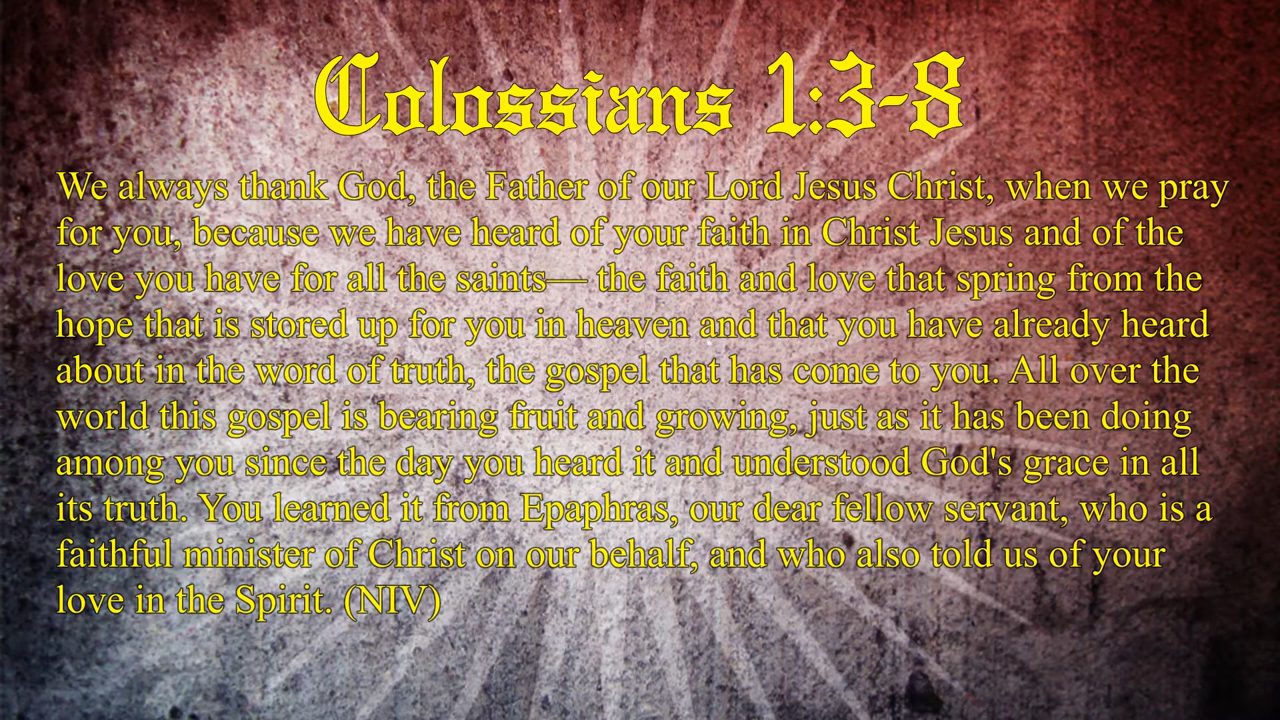 Colossians 1:3-8
We always thank God, the Father of our Lord Jesus Christ, when we pray
for you, because we have heard of your faith in Christ Jesus and of the
love you have for all the saints— the faith and love that spring from the
hope that is stored up for you in heaven and that you have already heard
about in the word of truth, the gospel that has come to you. All over the
world this gospel is bearing fruit and growing, just as it has been doing
among you since the day you heard it and understood God's grace in all
its truth. You learned it from Epaphras, our dear fellow servant, who is a
faithful minister of Christ on our behalf, and who also told us of your
love in the Spirit. (NIV)